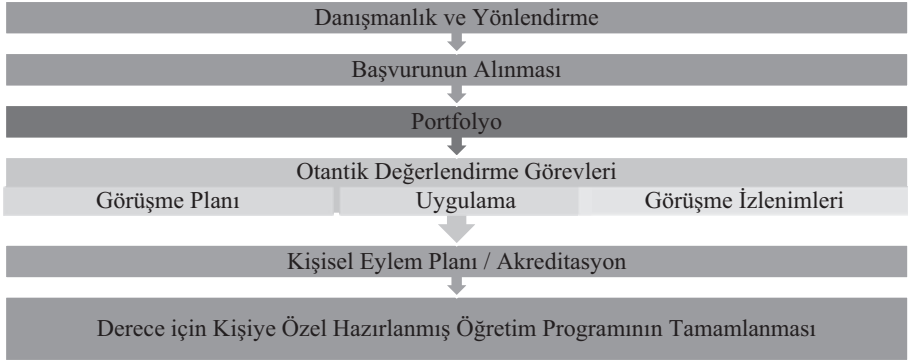 Danışmanlık ve Yönlendirme
Başvurunun Alınması
Portfolyo
Otantik Değerlendirme Görevleri
Görüşme Planı Uygulama Görüşme İzlenimleri
Kişisel Eylem Planı / Akreditasyon
Derece için Kişiye Özel Hazırlanmış Öğretim Programının Tamamlanması